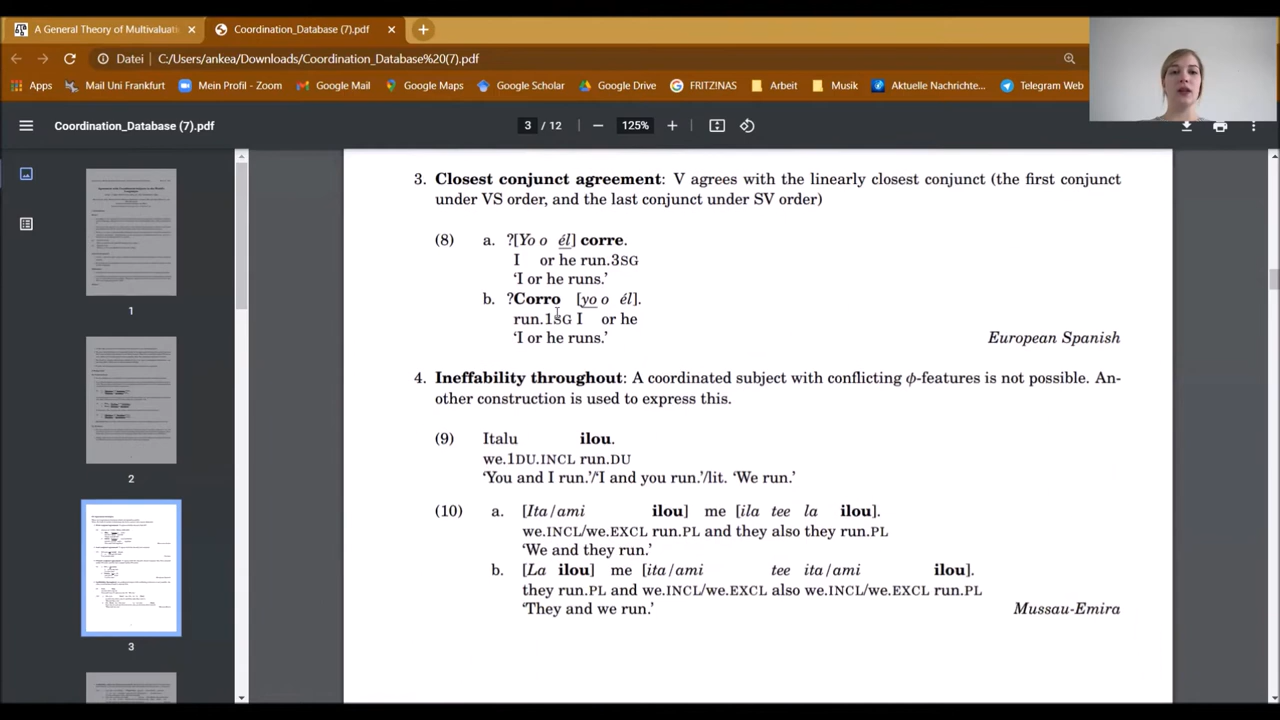 A General Theory of Multivaluati
Coordination_Database (7).pdf
Datei
C:/Users/ankea/Downloads/Coordination_Database%20(7).pdf
Apps
Mail Uni Frankfurt
Mein Profil - Zoom
Google Mail
Google Maps
Google Scholar
Google Drive
FRITZ!NAS
Arbeit
Musik
Aktuelle Nachrichte...
Telegram Web
Coordination_Database (7).pdf
3 / 12
125%
3. Closest conjunct agreement: V agrees with the linearly closest conjunct (the first conjunct
under VS order, and the last conjunct under SV order)
(8) a. ?[Yo o él] corre.
I or he run.3SG
‘I or he runs.’
b. ?Corro [yo o él].
run.1SG I or he
‘I or he runs.’
European Spanish
4. Ineffability throughout: A coordinated subject with conflicting ϕ-features is not possible. An-
other construction is used to express this.
(9) Italu ilou.
we.1DU.INCL run.DU
‘You and I run.’/‘I and you run.’/lit. ‘We run.’
(10) a. [Ita/ami ilou] me [ila tee la ilou].
we.INCL/we.EXCL run.PL and they also they run.PL
‘We and they run.’
b. [La ilou] me [ita/ami tee ita/ami ilou].
they run.PL and we.INCL/we.EXCL also we.INCL/we.EXCL run.PL
‘They and we run.’
Mussau-Emira
1
2
3